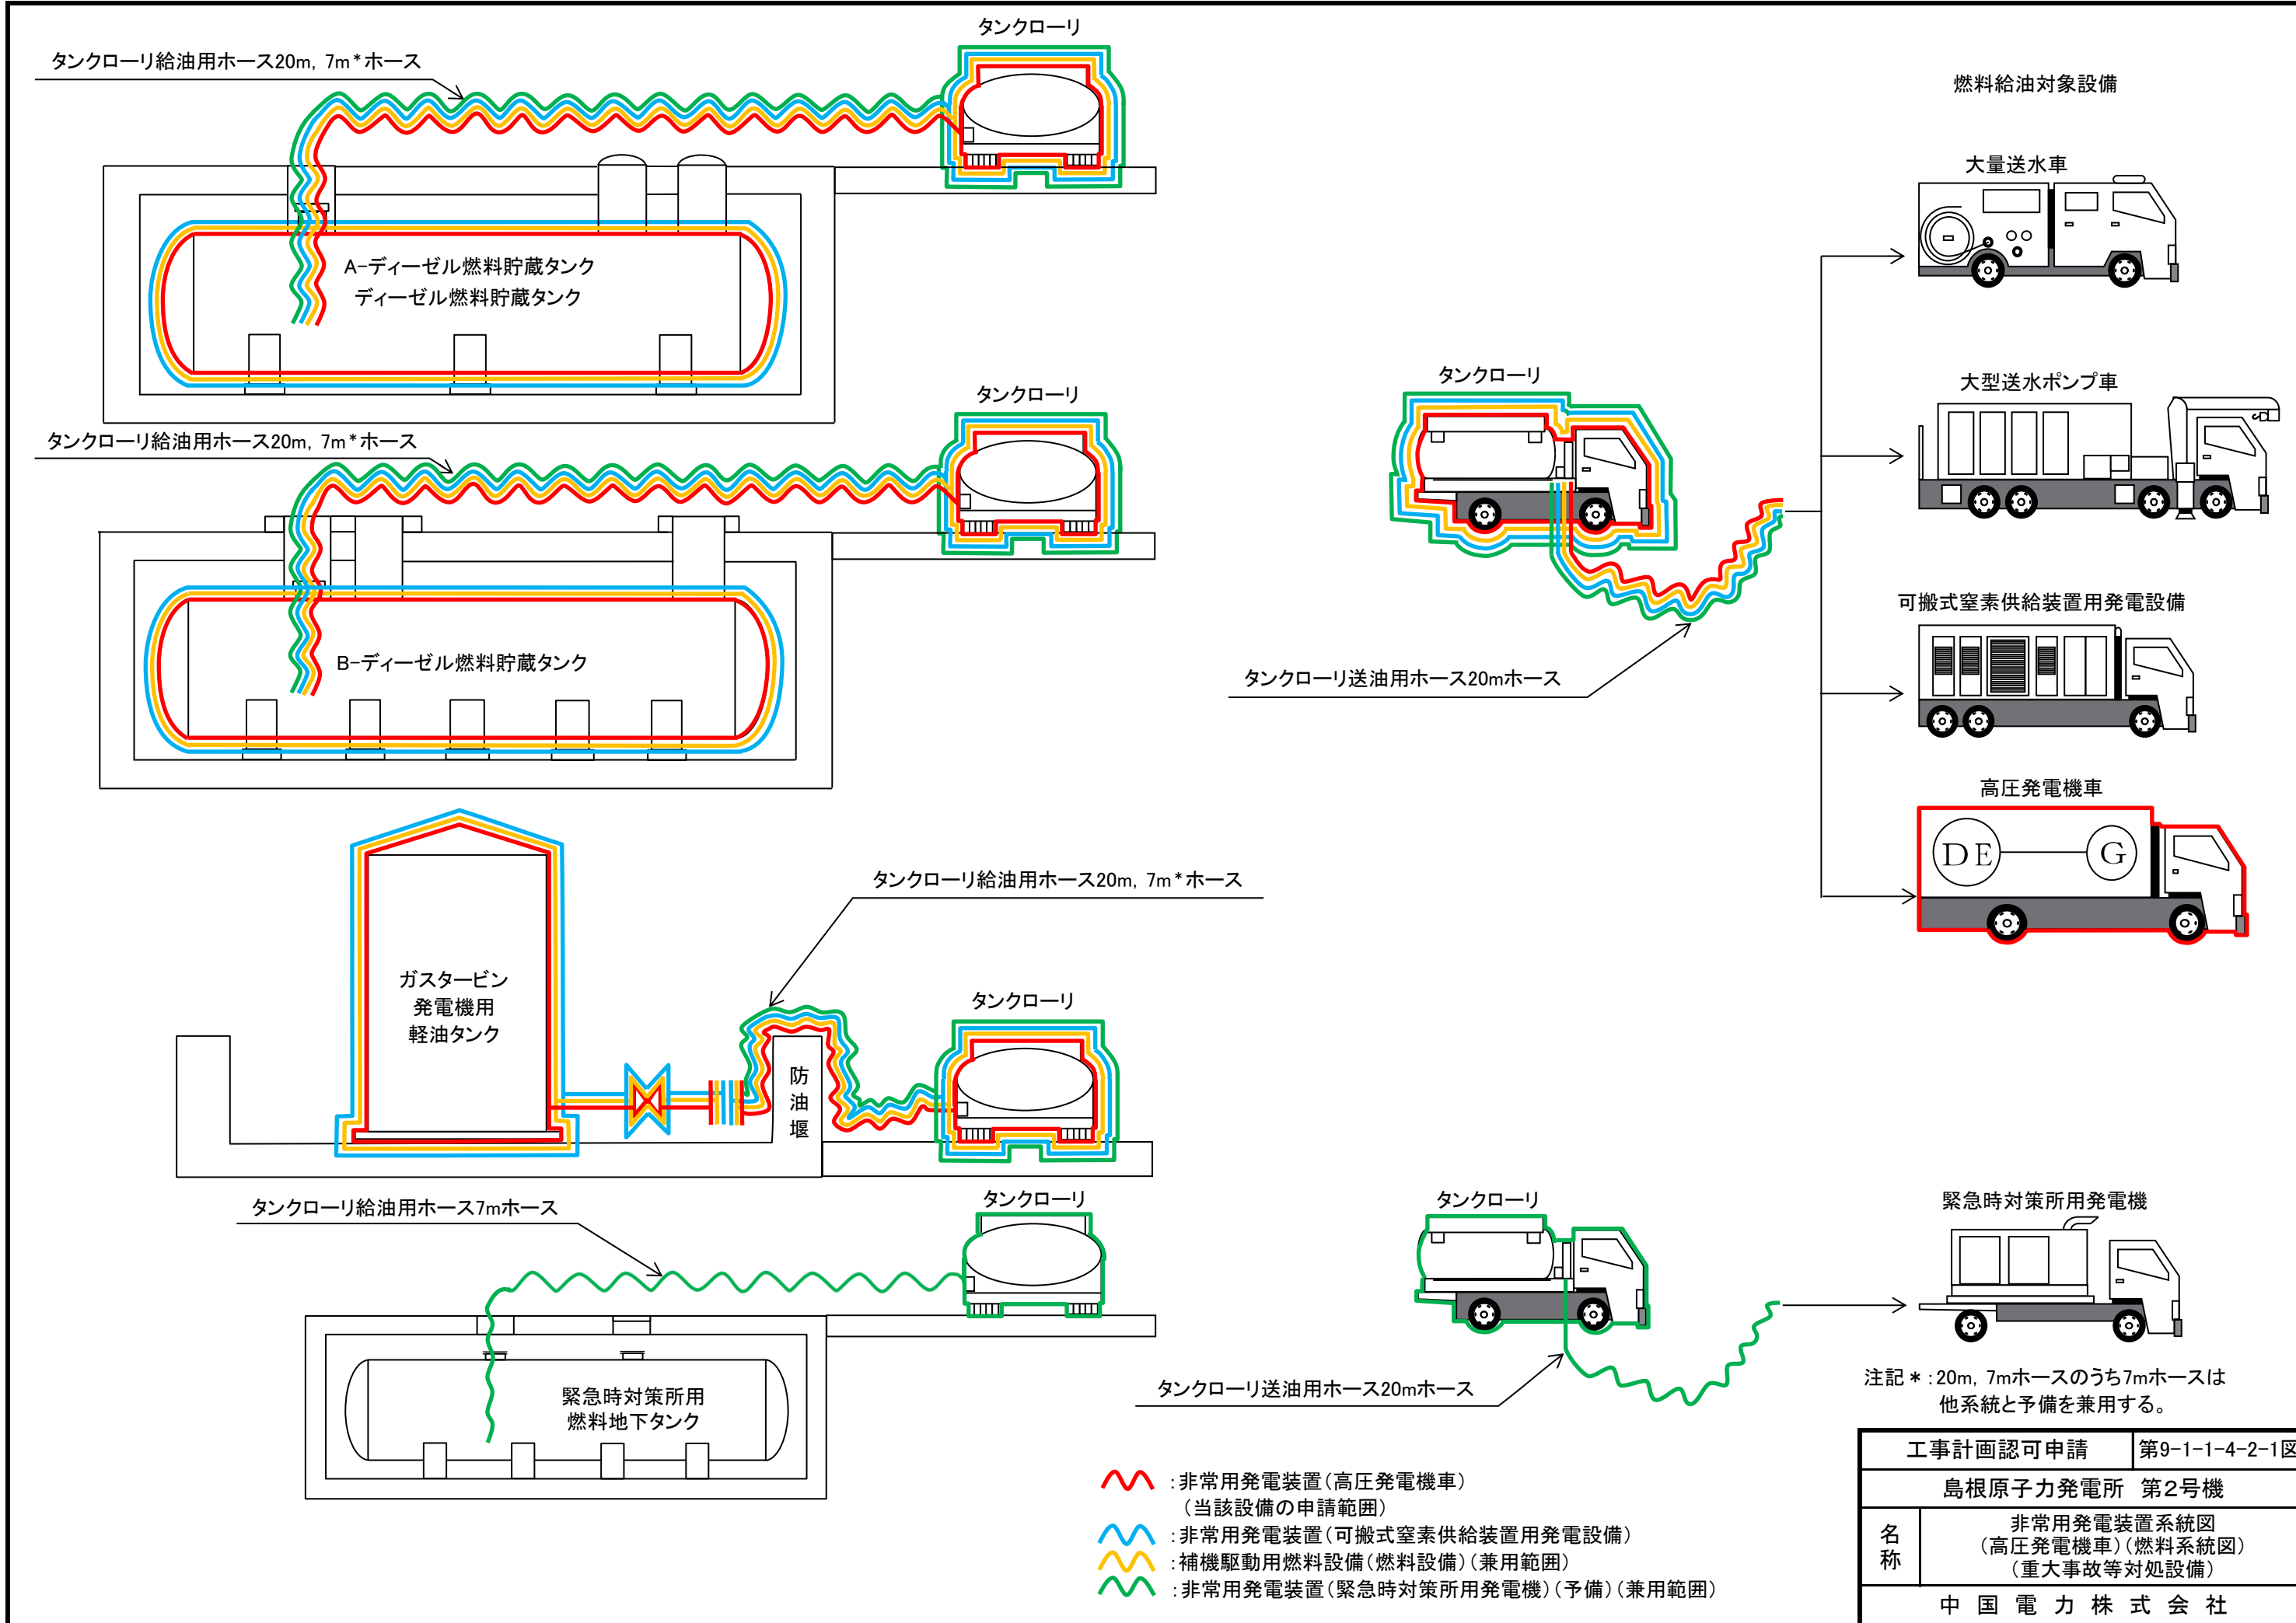 タンクローリ給油用ホース20m, 7m*ホース
タンクローリ
A-ディーゼル燃料貯蔵タンク
ディーゼル燃料貯蔵タンク
タンクローリ給油用ホース20m, 7m*ホース
タンクローリ
B-ディーゼル燃料貯蔵タンク
タンクローリ給油用ホース20m, 7m*ホース
ガスタービン
発電機用
軽油タンク
防
油
堰
タンクローリ
タンクローリ給油用ホース7mホース
タンクローリ
緊急時対策所用
燃料地下タンク
燃料給油対象設備
大量送水車
タンクローリ
大型送水ポンプ車
可搬式窒素供給装置用発電設備
タンクローリ送油用ホース20mホース
高圧発電機車
DE
G
タンクローリ
緊急時対策所用発電機
タンクローリ送油用ホース20mホース
注記*:20m, 7mホースのうち7mホースは
他系統と予備を兼用する。
:非常用発電装置(高圧発電機車)
(当該設備の申請範囲)
:非常用発電装置(可搬式窒素供給装置用発電設備)
:補機駆動用燃料設備(燃料設備)(兼用範囲)
:非常用発電装置(緊急時対策所用発電機)(予備)(兼用範囲)
工事計画認可申請 第9-1-1-4-2-1図
島根原子力発電所 第2号機
名称
非常用発電装置系統図
(高圧発電機車)(燃料系統図)
(重大事故等対処設備)
中国電力株式会社